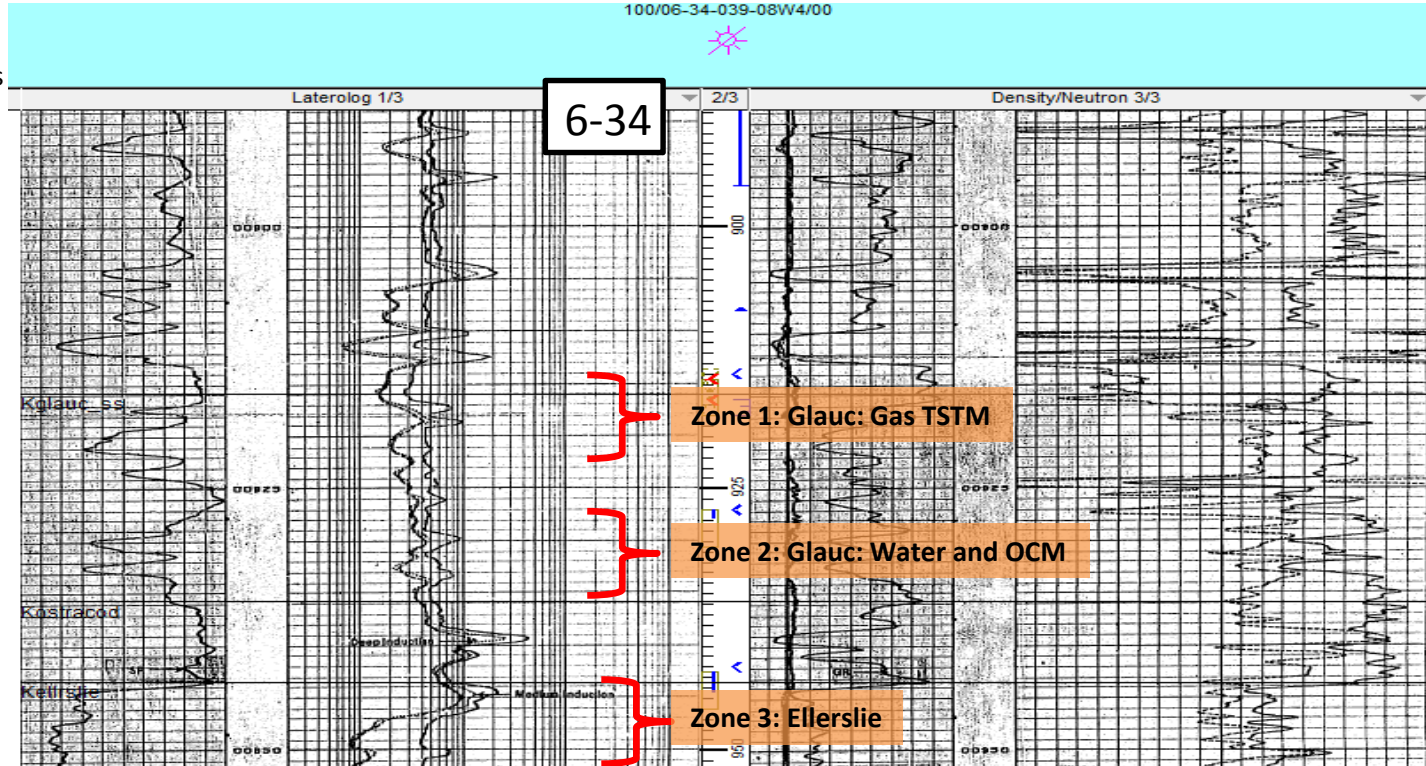 100/06-34-039-08W4/00
s
Laterolog 1/3
6-34
2/3
Density/Neutron 3/3
00900
900
00900
Kglauc_ss
Zone 1: Glauc: Gas TSTM
00925
925
00925
Zone 2: Glauc: Water and OCM
Kostracod
Deep Induction
SP
GR
Kellrslie
Medium Induction
Zone 3: Ellerslie
00950
950
00950